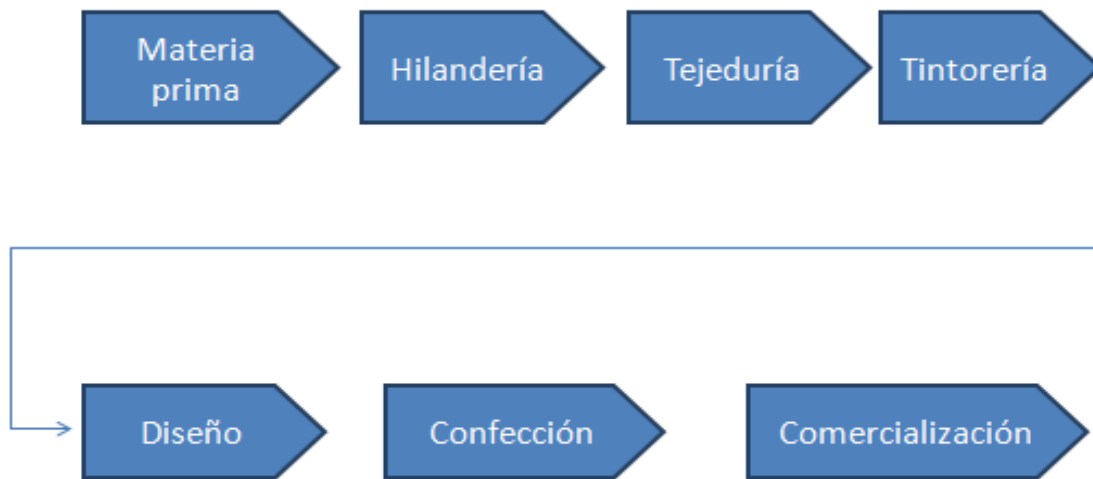 Materia
prima
Hilandería
Tejeduría
Tintorería
Diseño
Confección
Comercialización